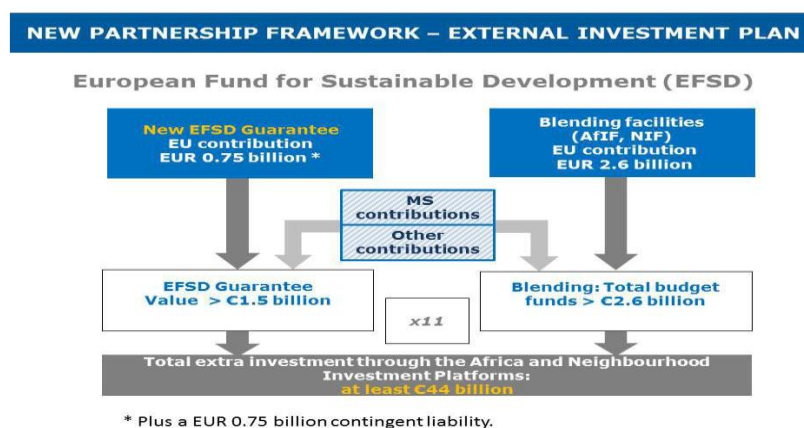 NEW PARTNERSHIP FRAMEWORK – EXTERNAL INVESTMENT PLAN
European Fund for Sustainable Development (EFSD)
New EFSD Guarantee
EU contribution
EUR 0.75 billion *
Blending facilities
(AfIF, NIF)
EU contribution
EUR 2.6 billion
MS
contributions
Other
contributions
EFSD Guarantee
Value > €1.5 billion
x11
Blending: Total budget
funds > €2.6 billion
Total extra investment through the Africa and Neighbourhood
Investment Platforms:
at least €44 billion
* Plus a EUR 0.75 billion contingent liability.